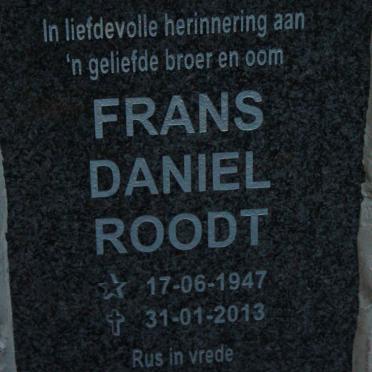 In liefdevolle herinnering aan
'n geliefde broer en oom
FRANS
DANIEL
ROODT
17-06-1947
31-01-2013
Rus in vrede